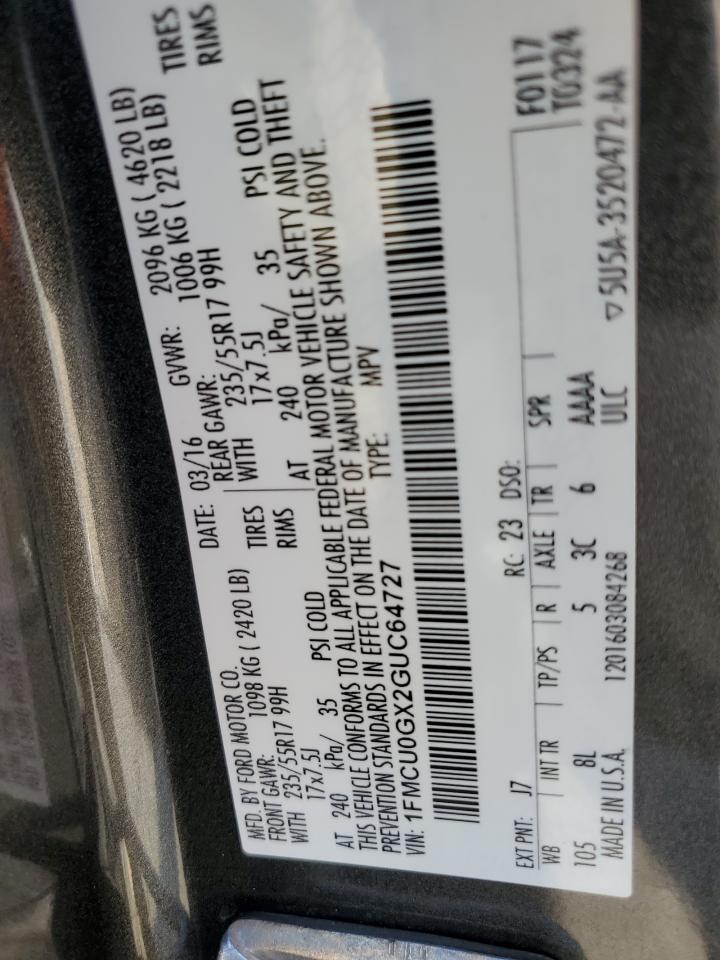 MFD. BY FORD MOTOR CO.
DATE: 03/16 GVWR: 2096 KG ( 4620 LB)
FRONT GAWR: 1098 KG ( 2420 LB)
REAR GAWR: 1006 KG ( 2218 LB)
WITH 235/55R17 99H TIRES
WITH 235/55R17 99H TIRES
17x7.5J RIMS
17x7.5J RIMS
AT 240 kPa/ 35 PSI COLD
AT 240 kPa/ 35 PSI COLD
THIS VEHICLE CONFORMS TO ALL APPLICABLE FEDERAL MOTOR VEHICLE SAFETY AND THEFT
PREVENTION STANDARDS IN EFFECT ON THE DATE OF MANUFACTURE SHOWN ABOVE.
VIN: 1FMCU0GX2GUC64727 TYPE: MPV
F0117
T0324
EXT PNT: J7 RC: 23 DSO:
WB INT TR TP/PS R AXLE TR SPR
105 8L 5 3C 6 AAAA
MADE IN U.S.A. 1201603084268 ULC ▽5U5A-3520472-AA